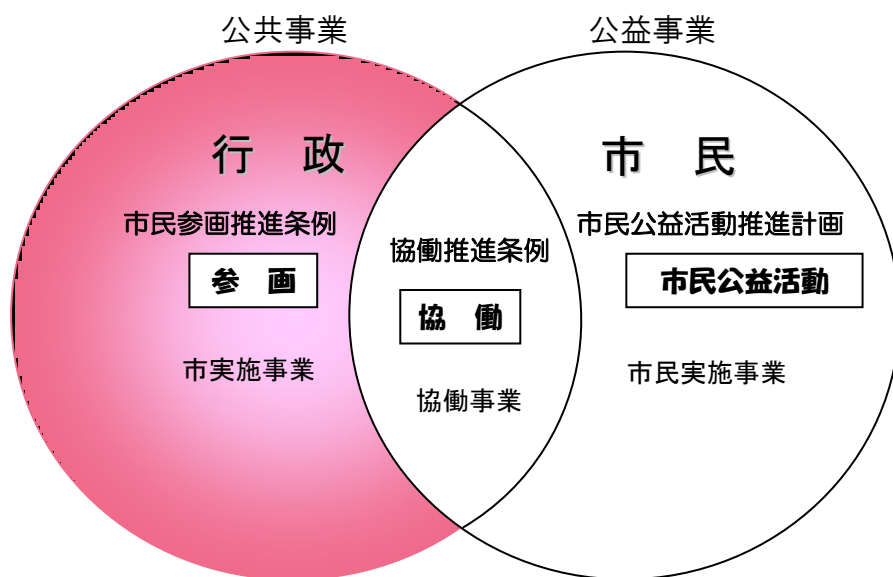 公共事業
公益事業
行 政
市 民
市民参画推進条例
協働推進条例
市民公益活動推進計画
参 画
協 働
市民公益活動
市実施事業
協働事業
市民実施事業